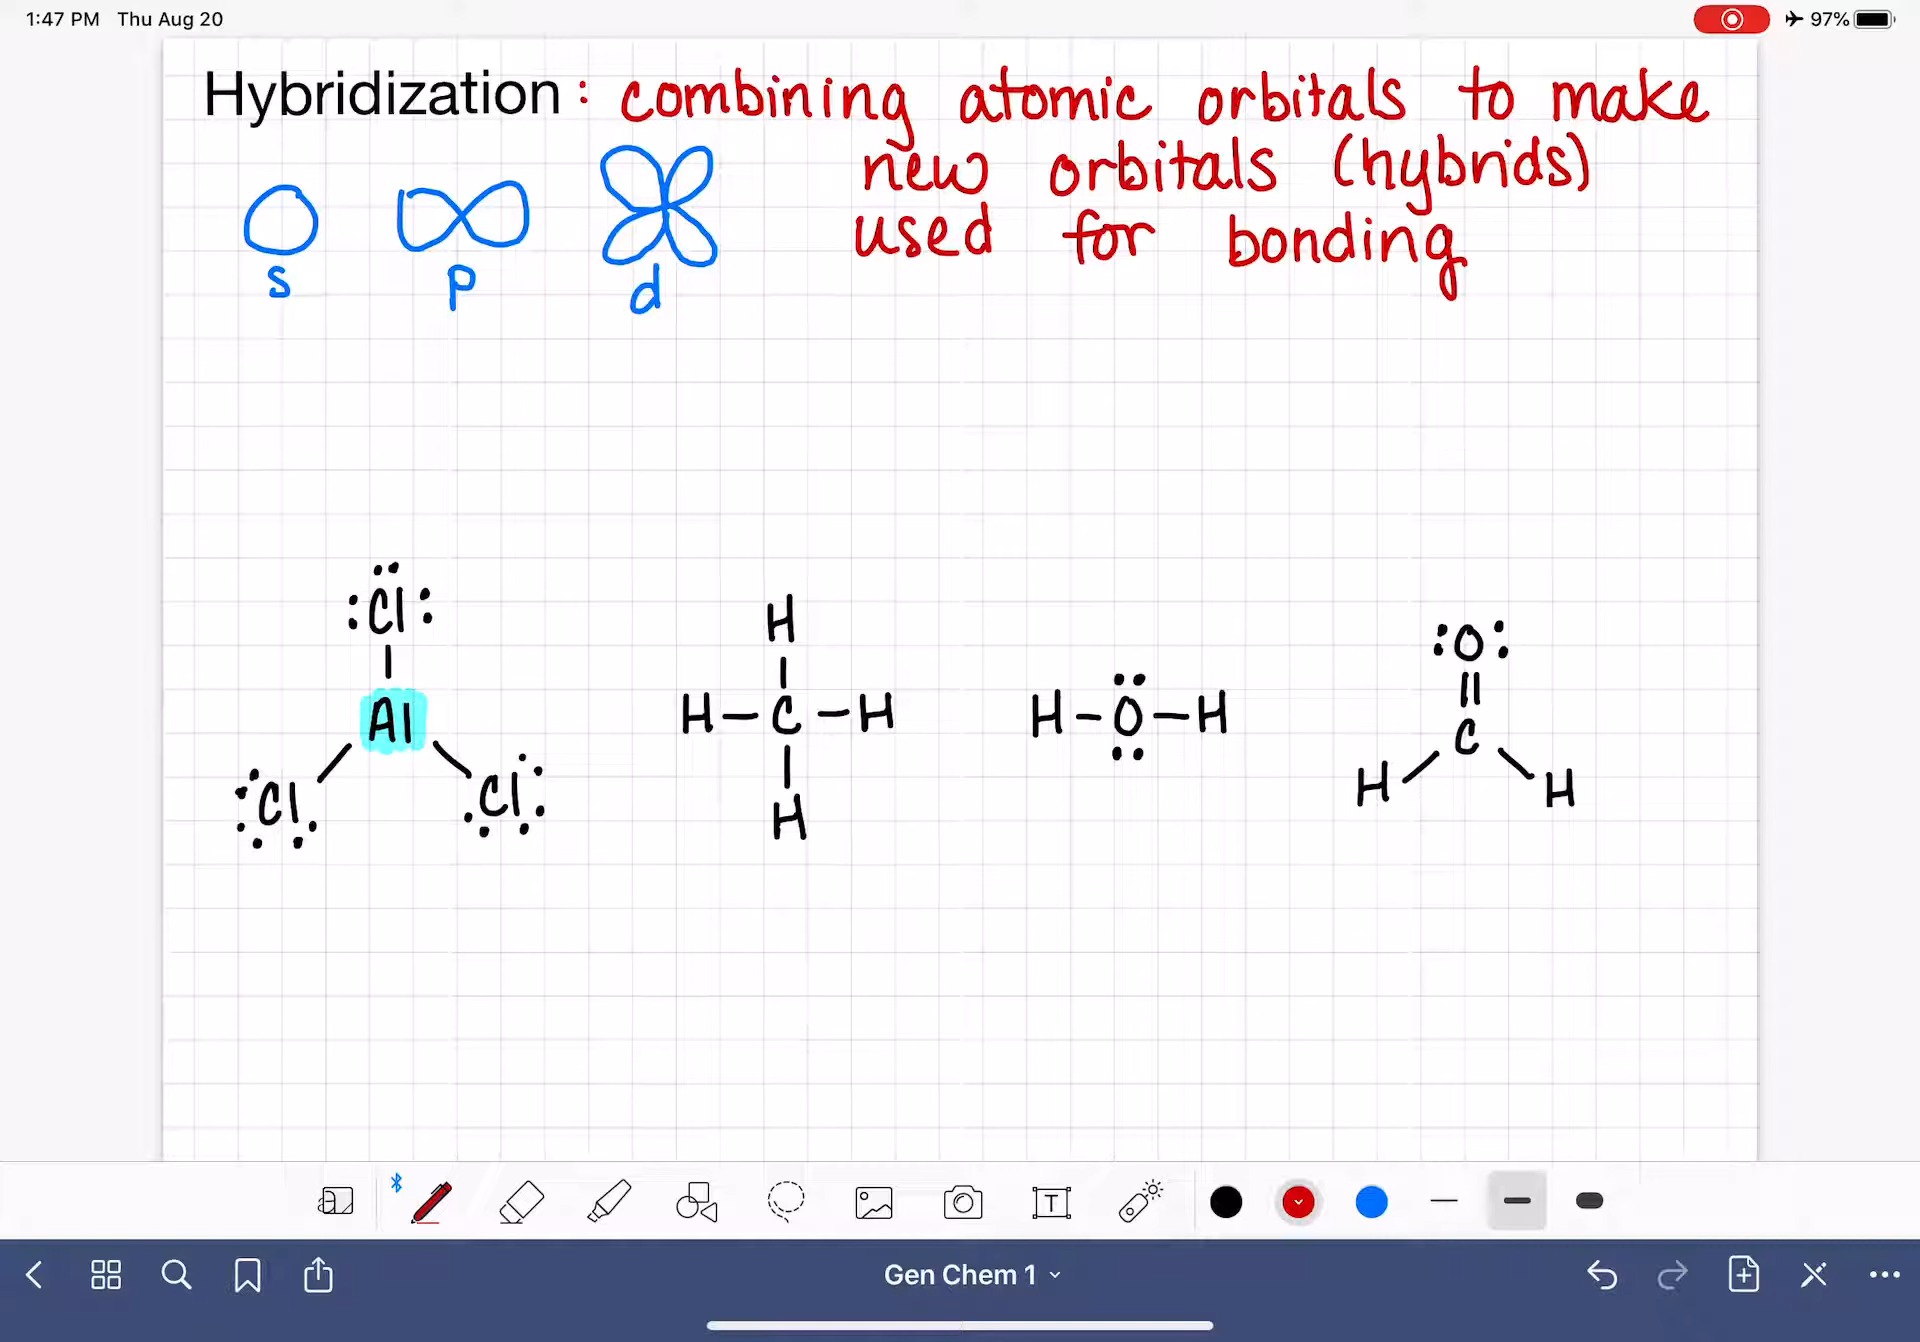 1:47 PM Thu Aug 20
97%
Hybridization : combining atomic orbitals to make
new orbitals (hybrids)
used for bonding
s p d
:Cl:
Al
Cl Cl
H
H-C-H
H
H-O-H
:O:
C
H H
T
Gen Chem 1